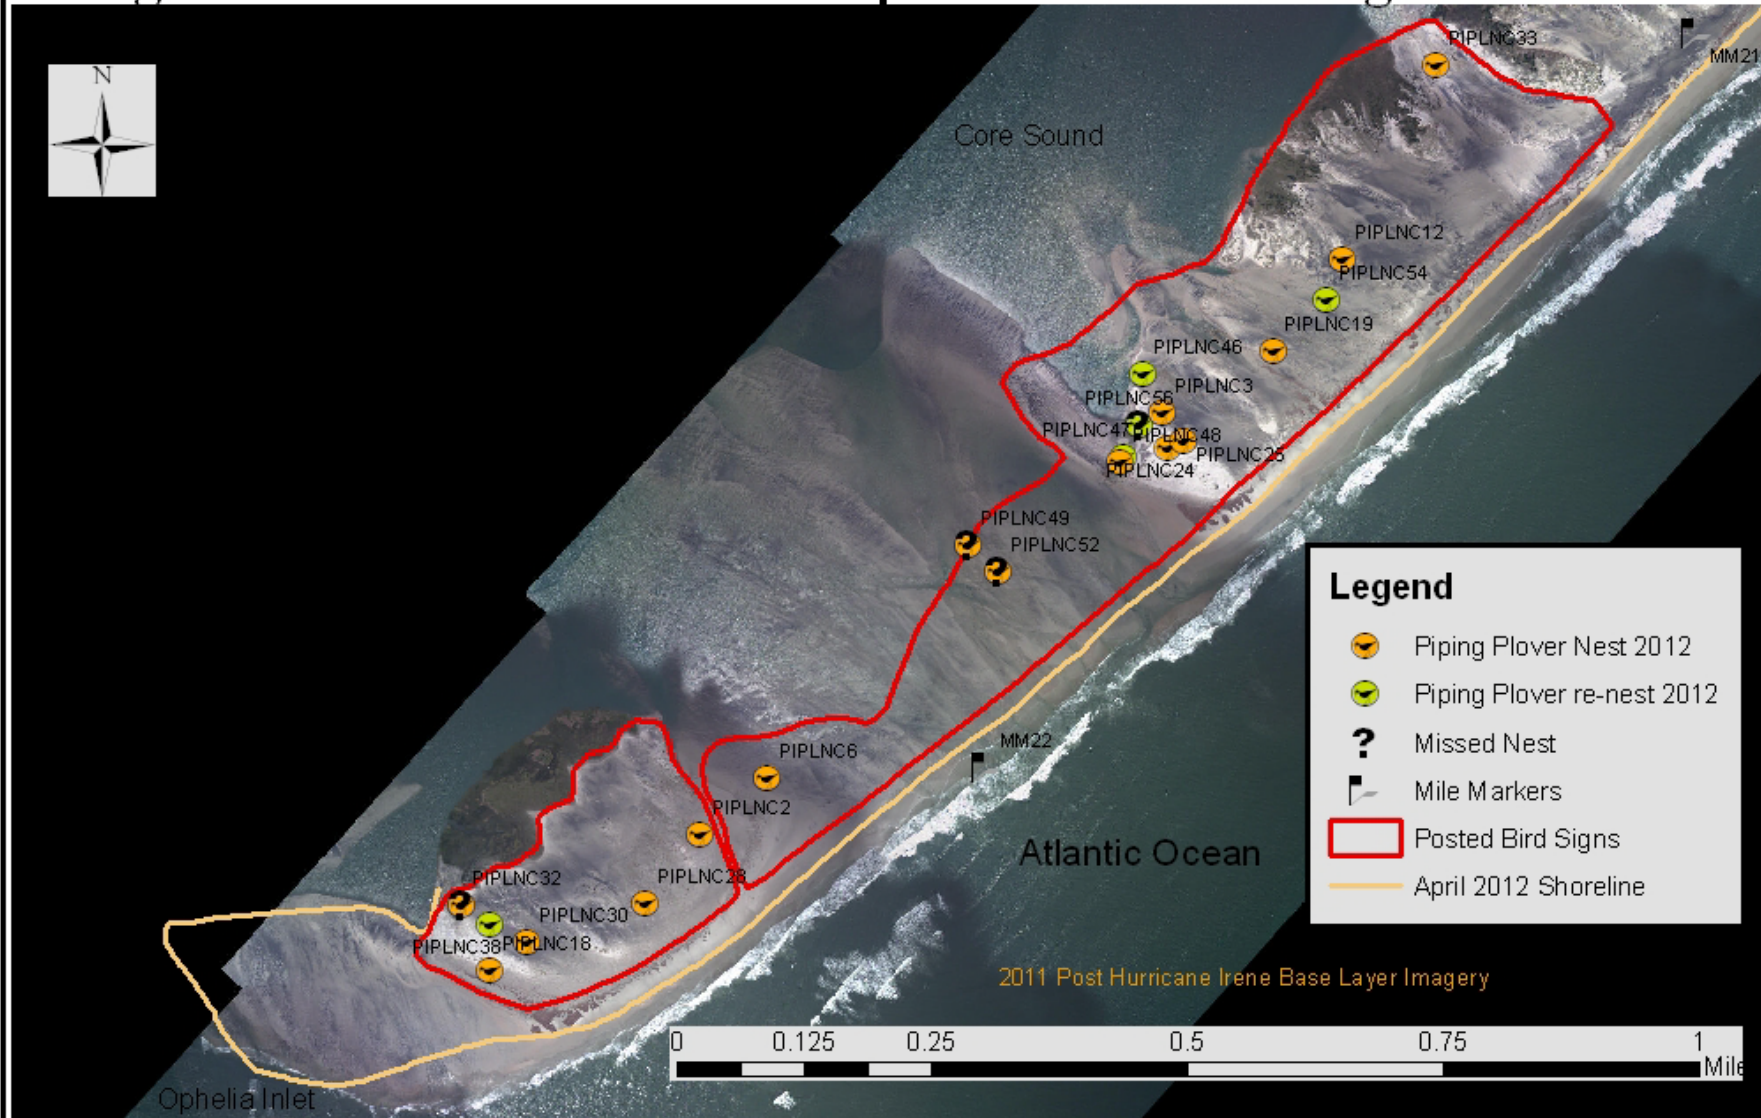 N
PIPLNC33
MM21
Core Sound
PIPLNC12
PIPLNC54
PIPLNC19
PIPLNC46
PIPLNC3
PIPLNC56
PIPLNC47
PIPLNC48
PIPLNC25
PIPLNC24
PIPLNC49
PIPLNC52
Legend
Piping Plover Nest 2012
Piping Plover re-nest 2012
? Missed Nest
Mile Markers
Posted Bird Signs
April 2012 Shoreline
MM22
PIPLNC6
PIPLNC2
Atlantic Ocean
PIPLNC32
PIPLNC28
PIPLNC30
PIPLNC38
PIPLNC18
2011 Post Hurricane Irene Base Layer Imagery
0 0.125 0.25 0.5 0.75 1
Mile
Ophelia Inlet